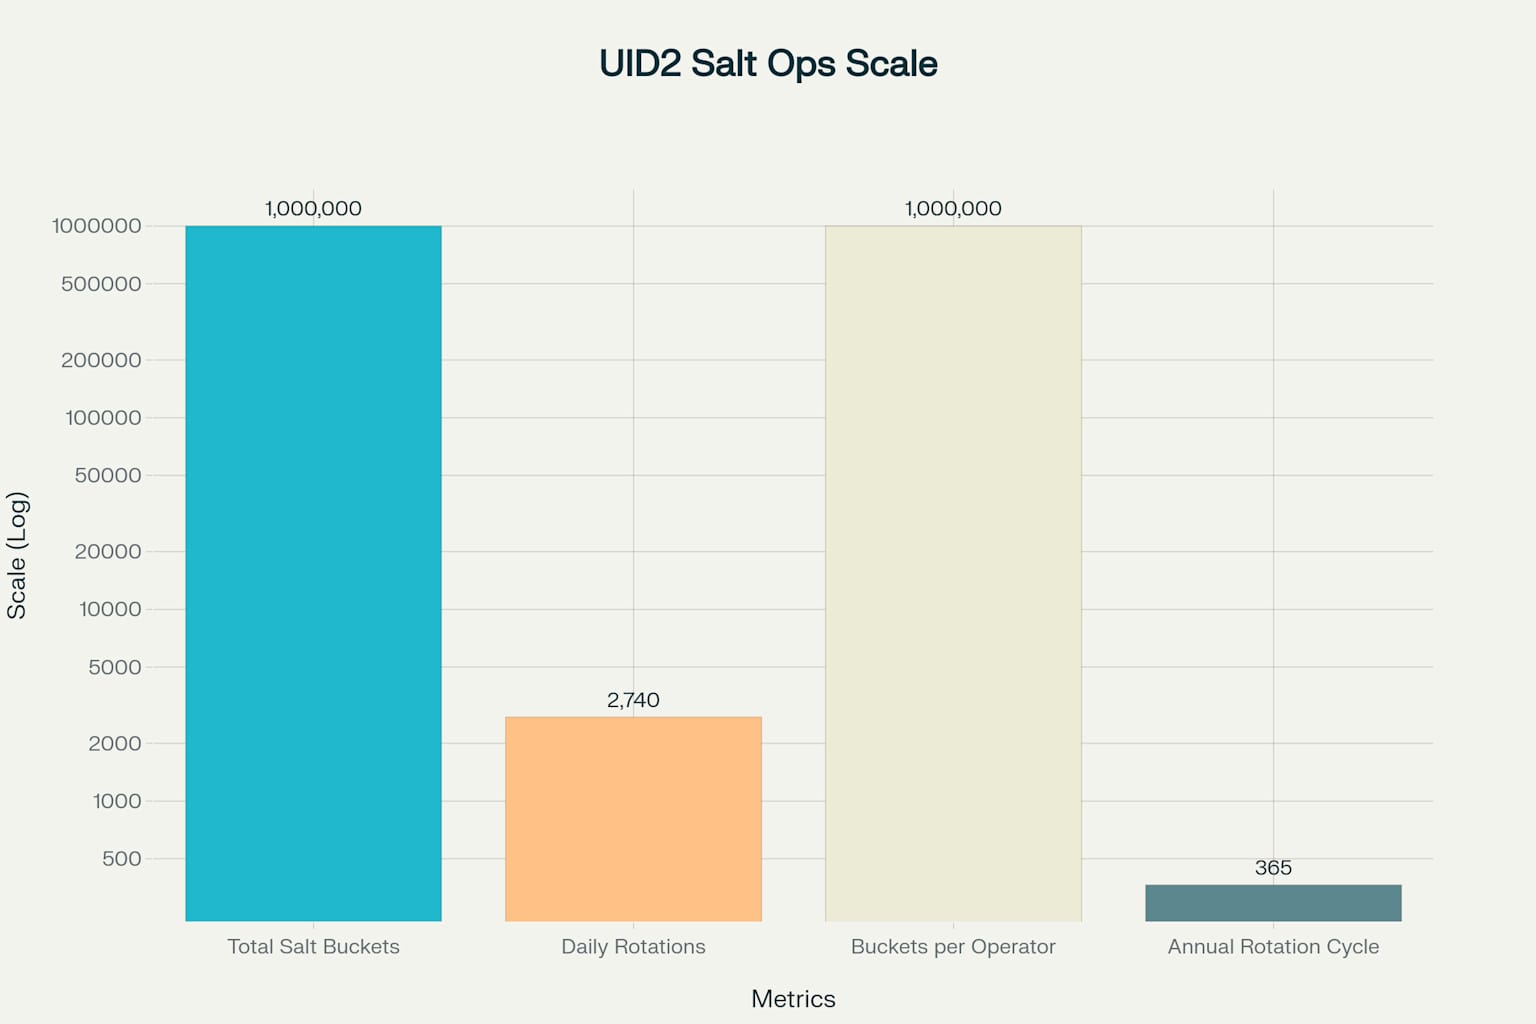 UID2 Salt Ops Scale
1,000,000
1,000,000
1000000
500000
200000
100000
50000
20000
10000
5000
2,740
2000
1000
500
365
Scale (Log)
Total Salt Buckets
Daily Rotations
Buckets per Operator
Annual Rotation Cycle
Metrics